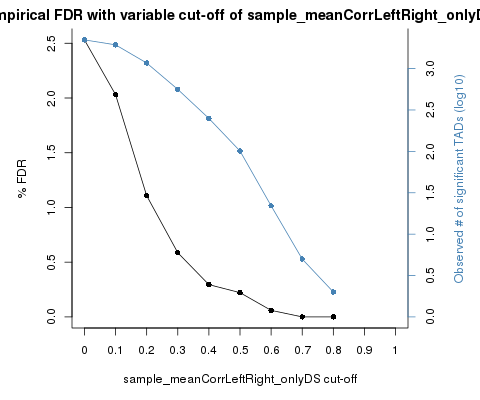 npirical FDR with variable cut-off of sample_meanCorrLeftRight_onlyD
% FDR
0.0 0.5 1.0 1.5 2.0 2.5
0 0.1 0.2 0.3 0.4 0.5 0.6 0.7 0.8 0.9 1
sample_meanCorrLeftRight_onlyDS cut-off
0.0 0.5 1.0 1.5 2.0 2.5 3.0
Observed # of significant TADs (log10)